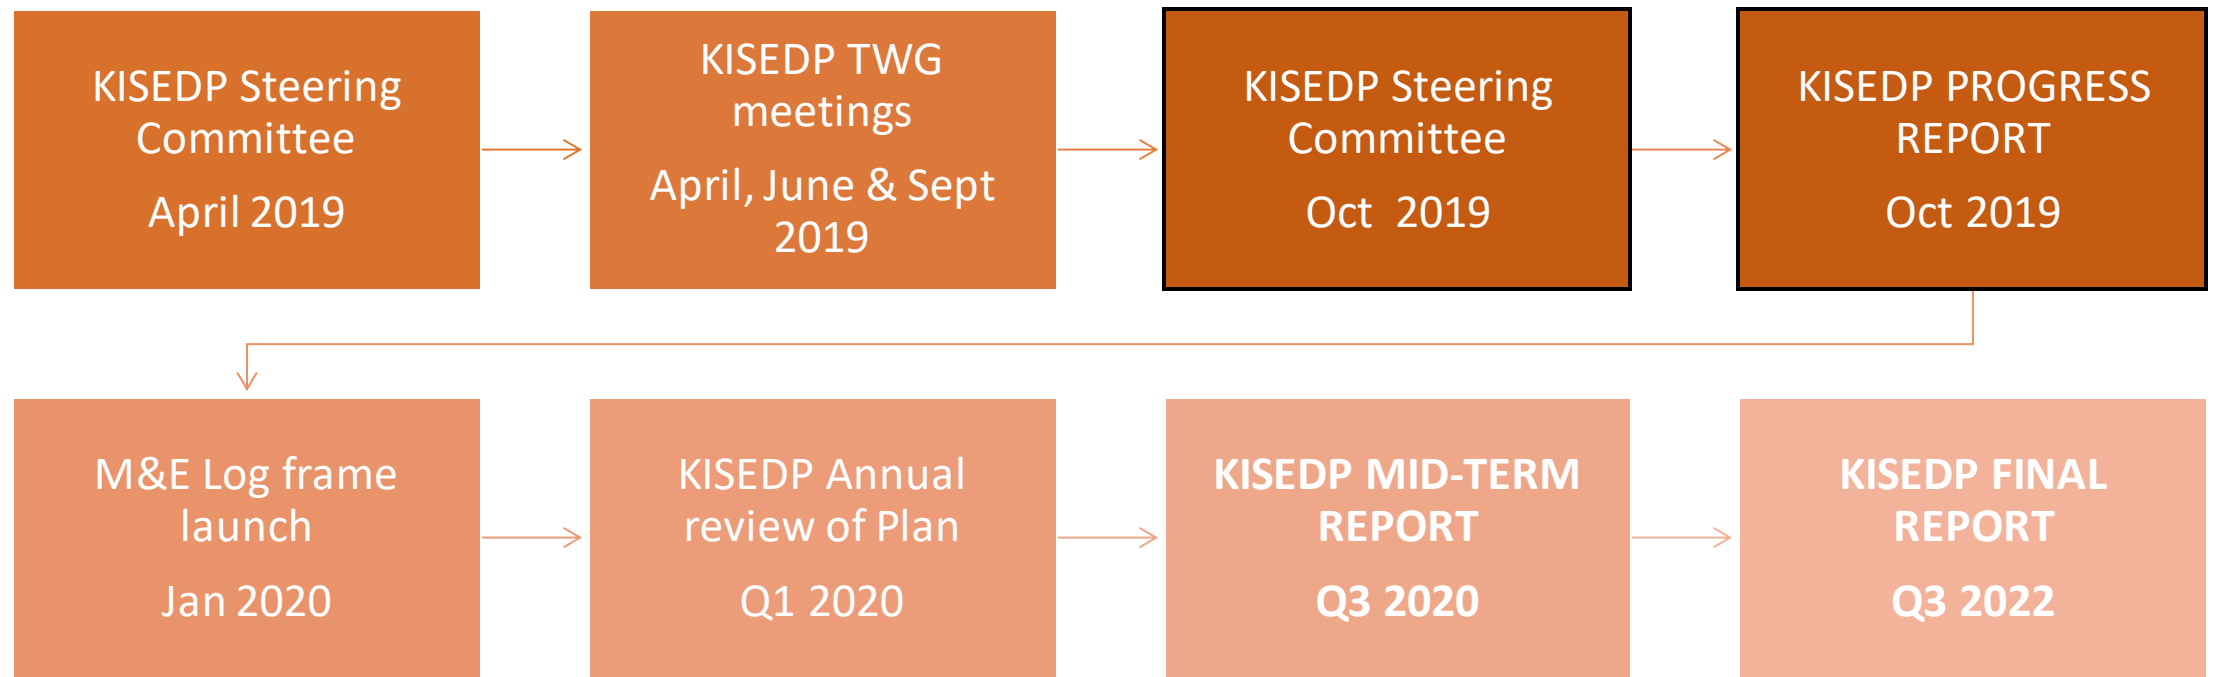 KISEDP Steering
Committee
April 2019
KISEDP TWG
meetings
April, June & Sept
2019
KISEDP Steering
Committee
Oct  2019
KISEDP PROGRESS
REPORT
Oct 2019
M&E Log frame
launch
Jan 2020
KISEDP Annual
review of Plan
Q1 2020
KISEDP MID-TERM
REPORT
Q3 2020
KISEDP FINAL
REPORT
Q3 2022